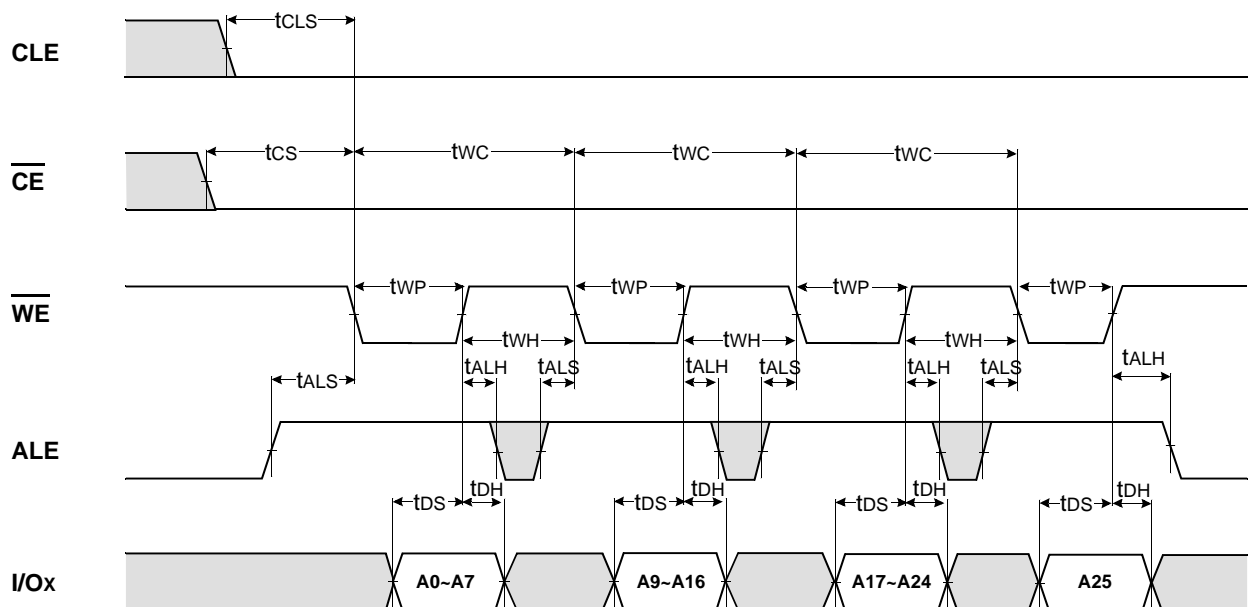 tCLS
CLE
tCS tWC tWC tWC
CE
tWP tWP tWP tWP
WE
tWH tWH tWH
tALH tALS tALH tALS tALH tALS tALH
tALS
ALE
tDS tDH tDS tDH tDS tDH tDS tDH
I/Ox A0~A7 A9~A16 A17~A24 A25